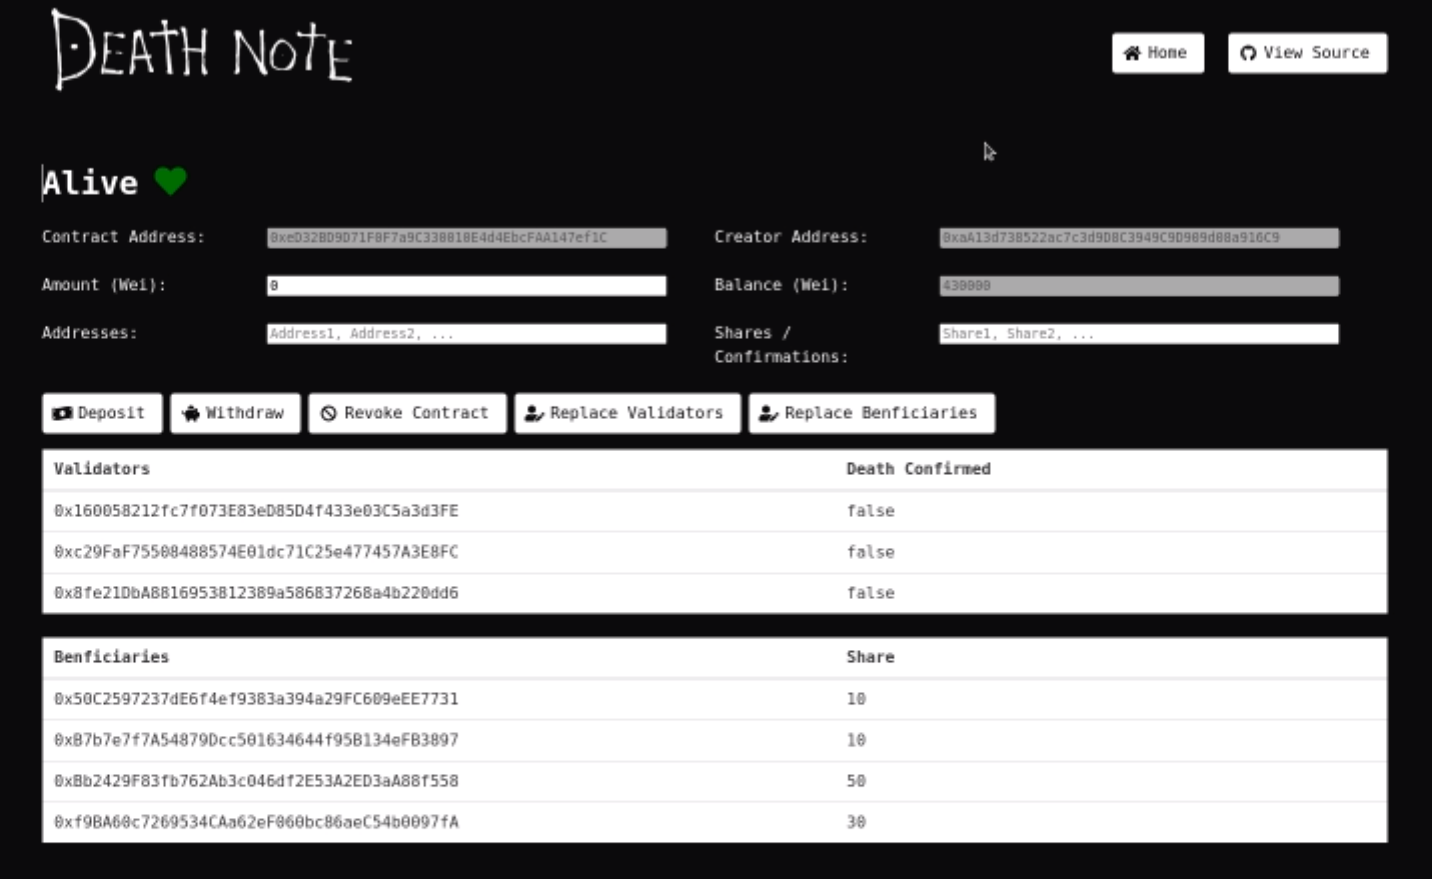 DEATH NOTE
Home
View Source
Alive
Contract Address: 0xeD32BD9D71F8F7a9C330818E4d4EbcFAA147ef1C Creator Address: 0xaA13d738522ac7c3d9D8C3949C9D909d08a916C9
Amount (Wei): 0 Balance (Wei): 430000
Addresses: Address1, Address2, ... Shares / Share1, Share2, ...
Confirmations:
Deposit Withdraw Revoke Contract Replace Validators Replace Benficiaries
Validators Death Confirmed
0x160058212fc7f073E83eD85D4f433e03C5a3d3FE false
0xc29FaF75508488574E01dc71C25e477457A3E8FC false
0x8fe21DbA8816953812389a586837268a4b220dd6 false
Benficiaries Share
0x50C2597237dE6f4ef9383a394a29FC609eEE7731 10
0xB7b7e7f7A54879Dcc501634644f95B134eFB3897 10
0xBb2429F83fb762Ab3c046df2E53A2ED3aA88f558 50
0xf9BA60c7269534CAa62eF060bc86aeC54b0097fA 30